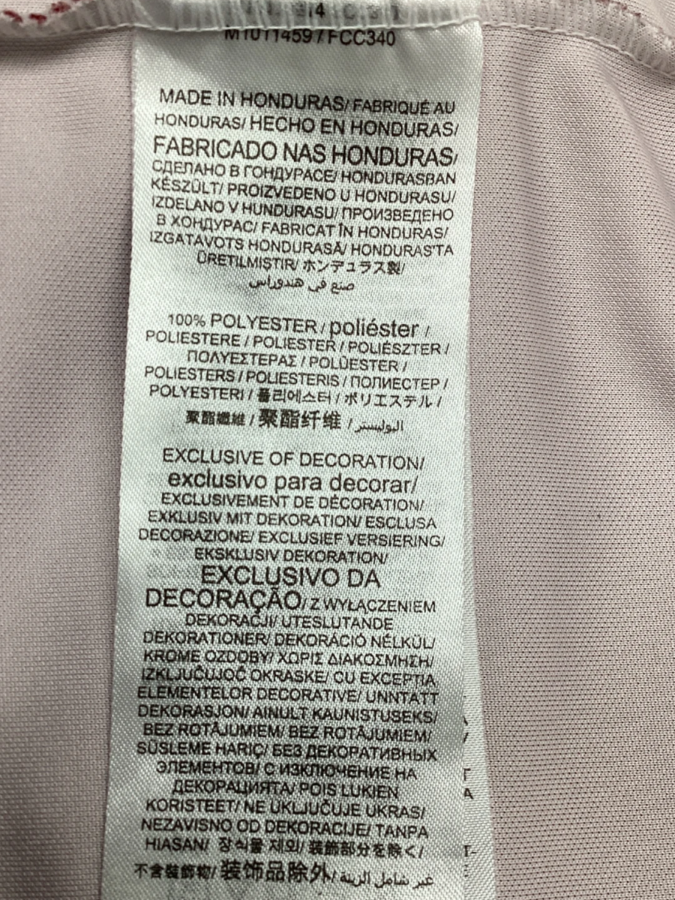 M1011459 / FCC340
MADE IN HONDURAS/ FABRIQUÉ AU
HONDURAS/ HECHO EN HONDURAS/
FABRICADO NAS HONDURAS/
СДЕЛАНО В ГОНДУРАСЕ/ HONDURASBAN
KÉSZÜLT/ PROIZVEDENO U HONDURASU/
IZDELANO V HUNDURASU/ ПРОИЗВЕДЕНО
В ХОНДУРАС/ FABRICAT ÎN HONDURAS/
IZGATAVOTS HONDURASĀ/ HONDURAS'TA
ÜRETILMISTIR/ ホンデュラス製/
صنع في هندوراس
100% POLYESTER / poliéster /
POLIESTERE / POLIESTER / POLIÉSZTER /
ΠΟΛΥΕΣΤΕΡΑΣ / POLÜESTER /
POLIESTERS / POLIESTERIS / ПОЛИЕСТЕР /
POLYESTERI / 폴리에스터 / ポリエステル /
聚酯纖維 / 聚酯纤维 / البوليستر
EXCLUSIVE OF DECORATION/
exclusivo para decorar/
EXCLUSIVEMENT DE DÉCORATION/
EXKLUSIV MIT DEKORATION/ ESCLUSA
DECORAZIONE/ EXCLUSIEF VERSIERING/
EKSKLUSIV DEKORATION/
EXCLUSIVO DA
DECORAÇÃO/ Z WYŁĄCZENIEM
DEKORACJI/ UTESLUTANDE
DEKORATIONER/ DEKORÁCIÓ NÉLKÜL/
KROME OZDOBY/ ΧΩΡΙΣ ΔΙΑΚΟΣΜΗΣΗ/
IZKLJUČUJOČ OKRASKE/ CU EXCEPTIA
ELEMENTELOR DECORATIVE/ UNNTATT
DEKORASJON/ AINULT KAUNISTUSEKS/
BEZ ROTĀJUMIEM/ BEZ ROTĀJUMIEM/
SÜSLEME HARIÇ/ БЕЗ ДЕКОРАТИВНЫХ
ЭЛЕМЕНТОВ/ С ИЗКЛЮЧЕНИЕ НА
ДЕКОРАЦИЯТА/ POIS LUKIEN
KORISTEET/ NE UKLJUČUJE UKRAS/
NEZAVISNO OD DEKORACIJE/ TANPA
HIASAN/ 장식물 제외/ 装飾部分を除く/
不含裝飾物/ 装饰品除外/ غير شامل الزينة